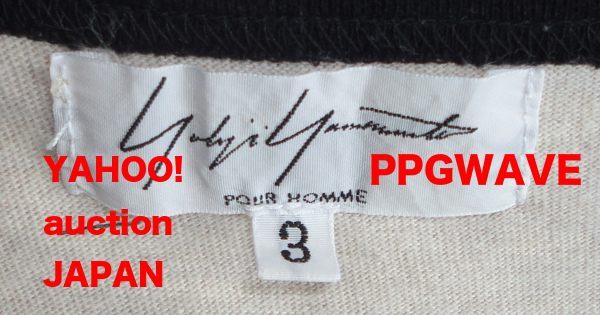 Yohji Yamamoto
POUR HOMME
3
YAHOO!
auction
JAPAN
PPGWAVE